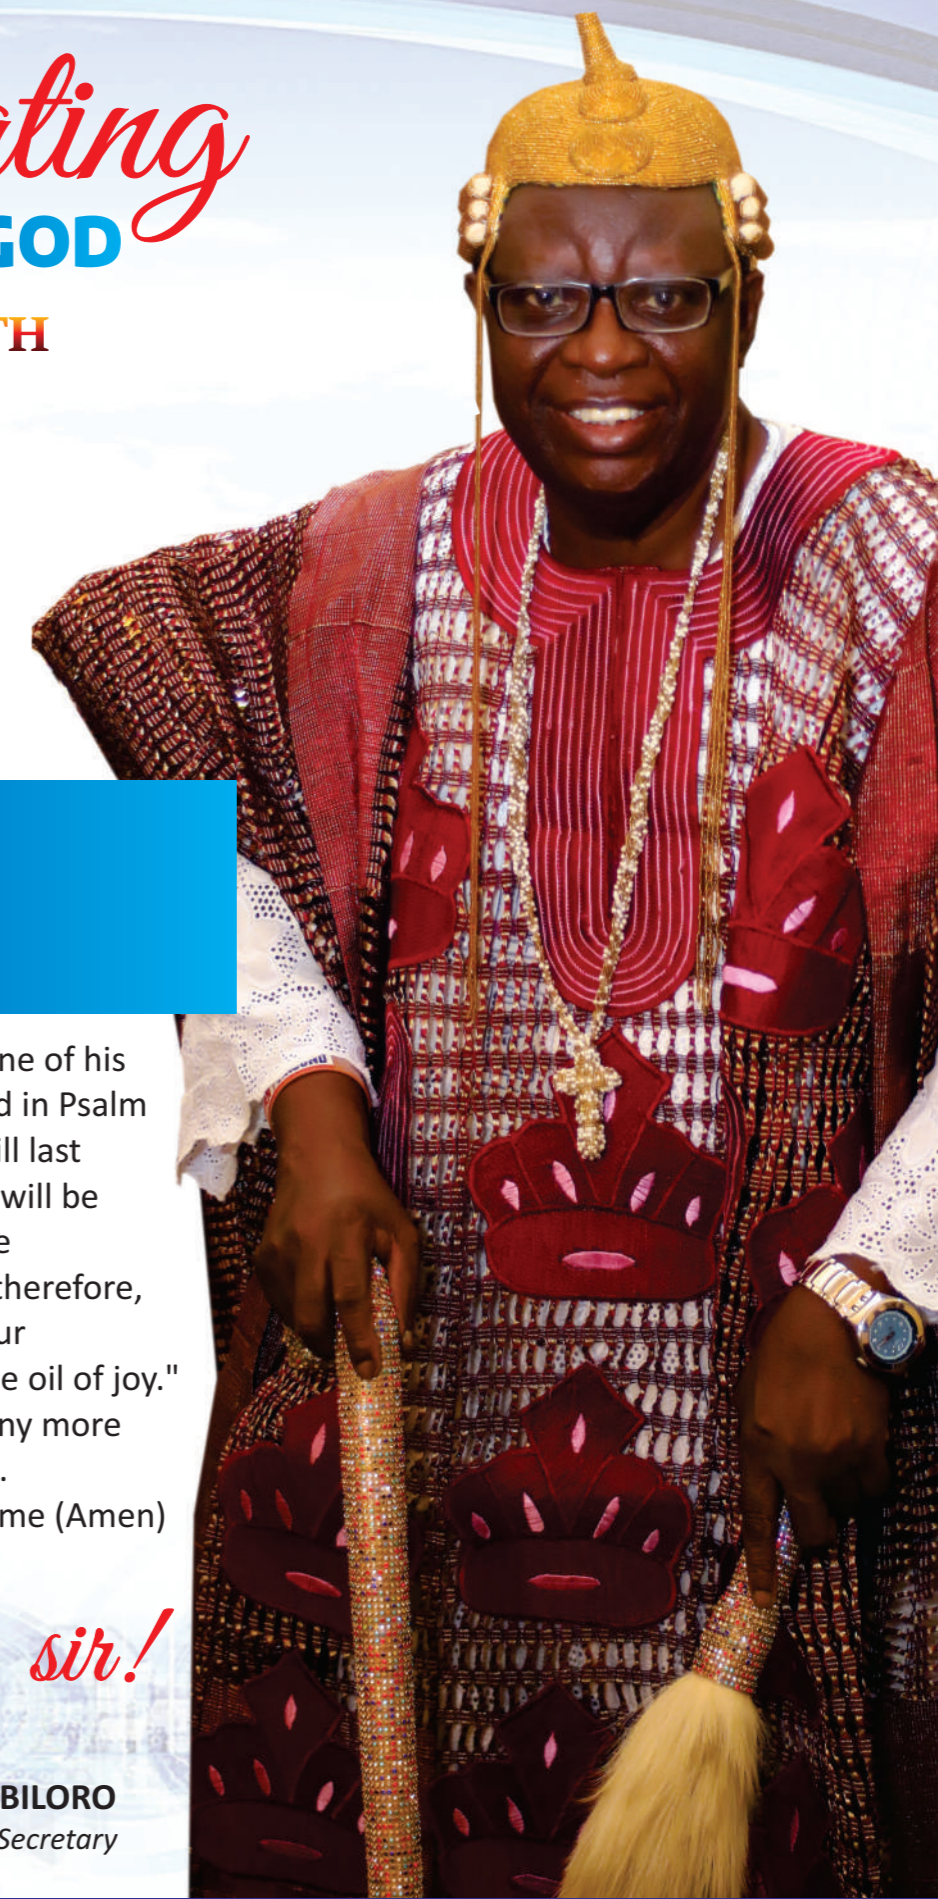 ating
GOD
TH
ne of his
d in Psalm
ill last
will be
e
therefore,
ur
e oil of joy."
ny more
.
me (Amen)
sir!
BILORO
Secretary